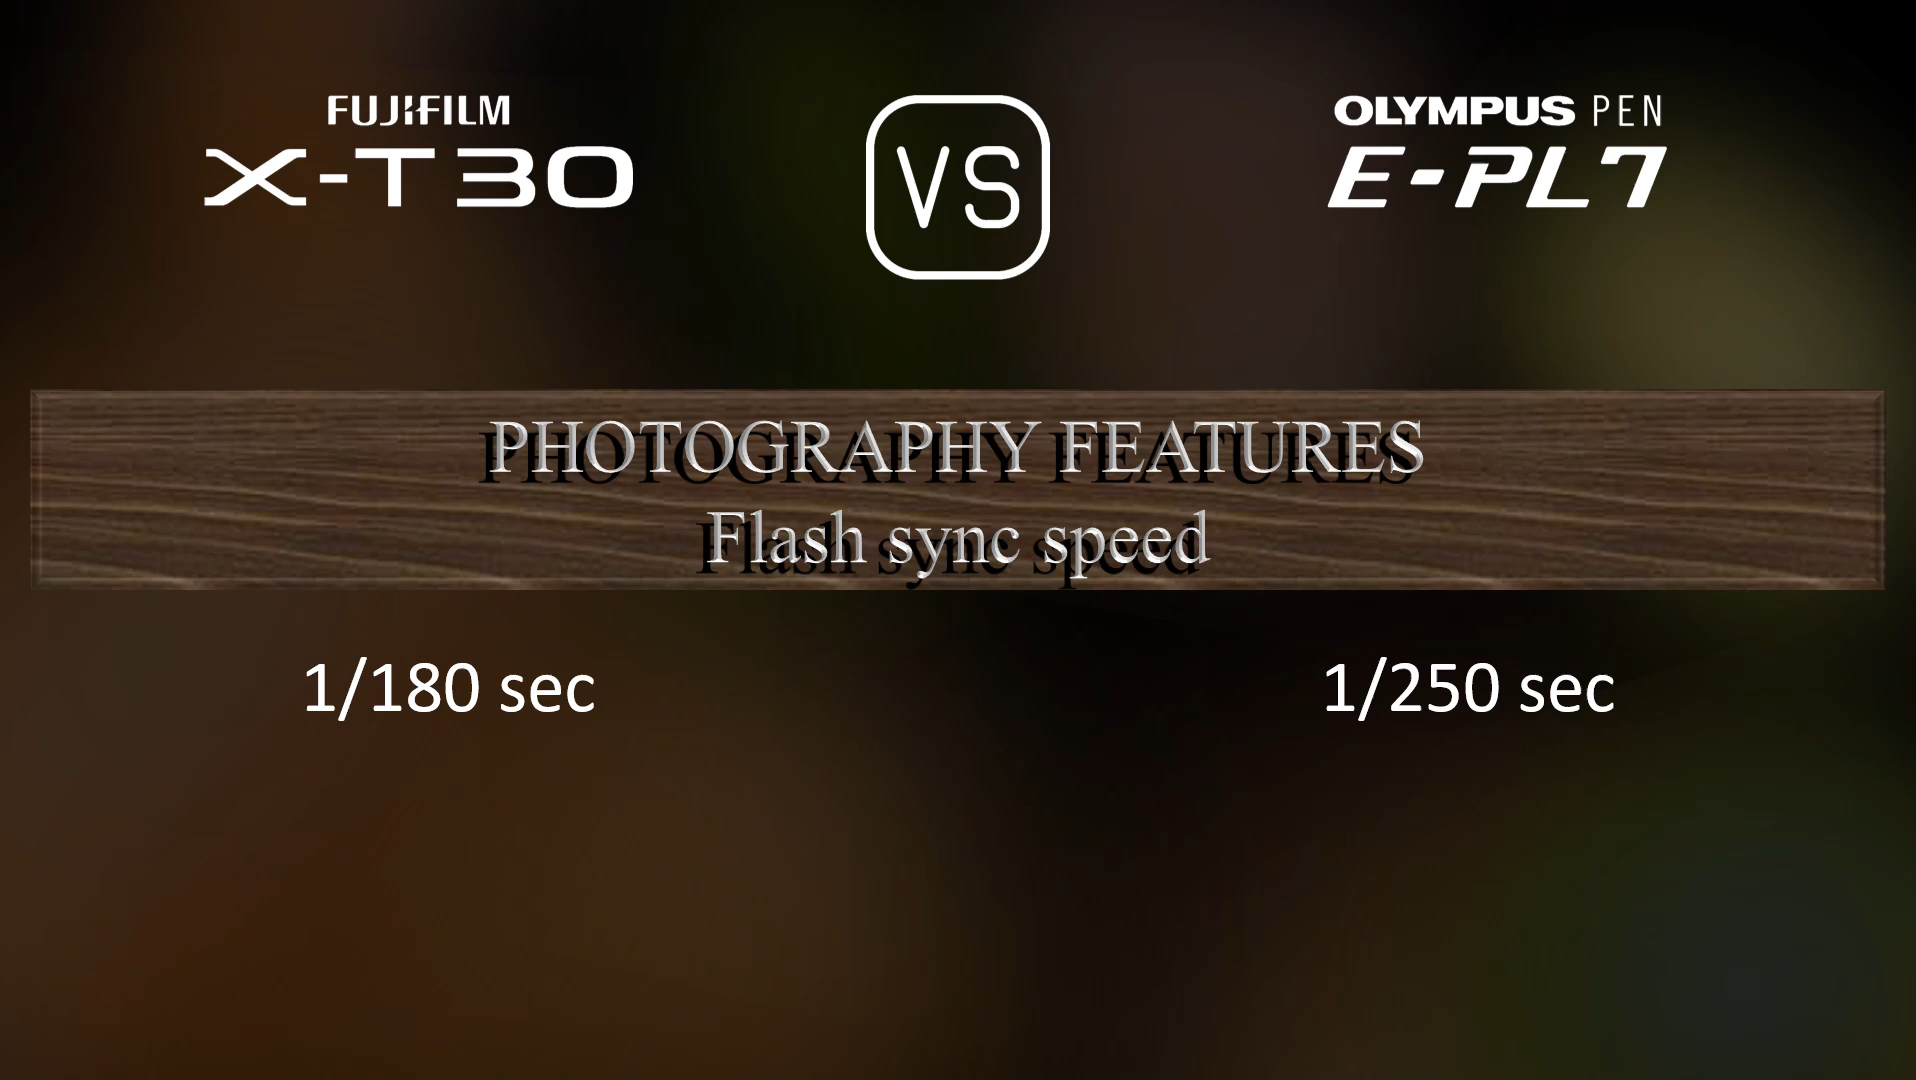 FUJIFILM
X-T30
VS
OLYMPUS PEN
E-PL7
PHOTOGRAPHY FEATURES
Flash sync speed
1/180 sec
1/250 sec